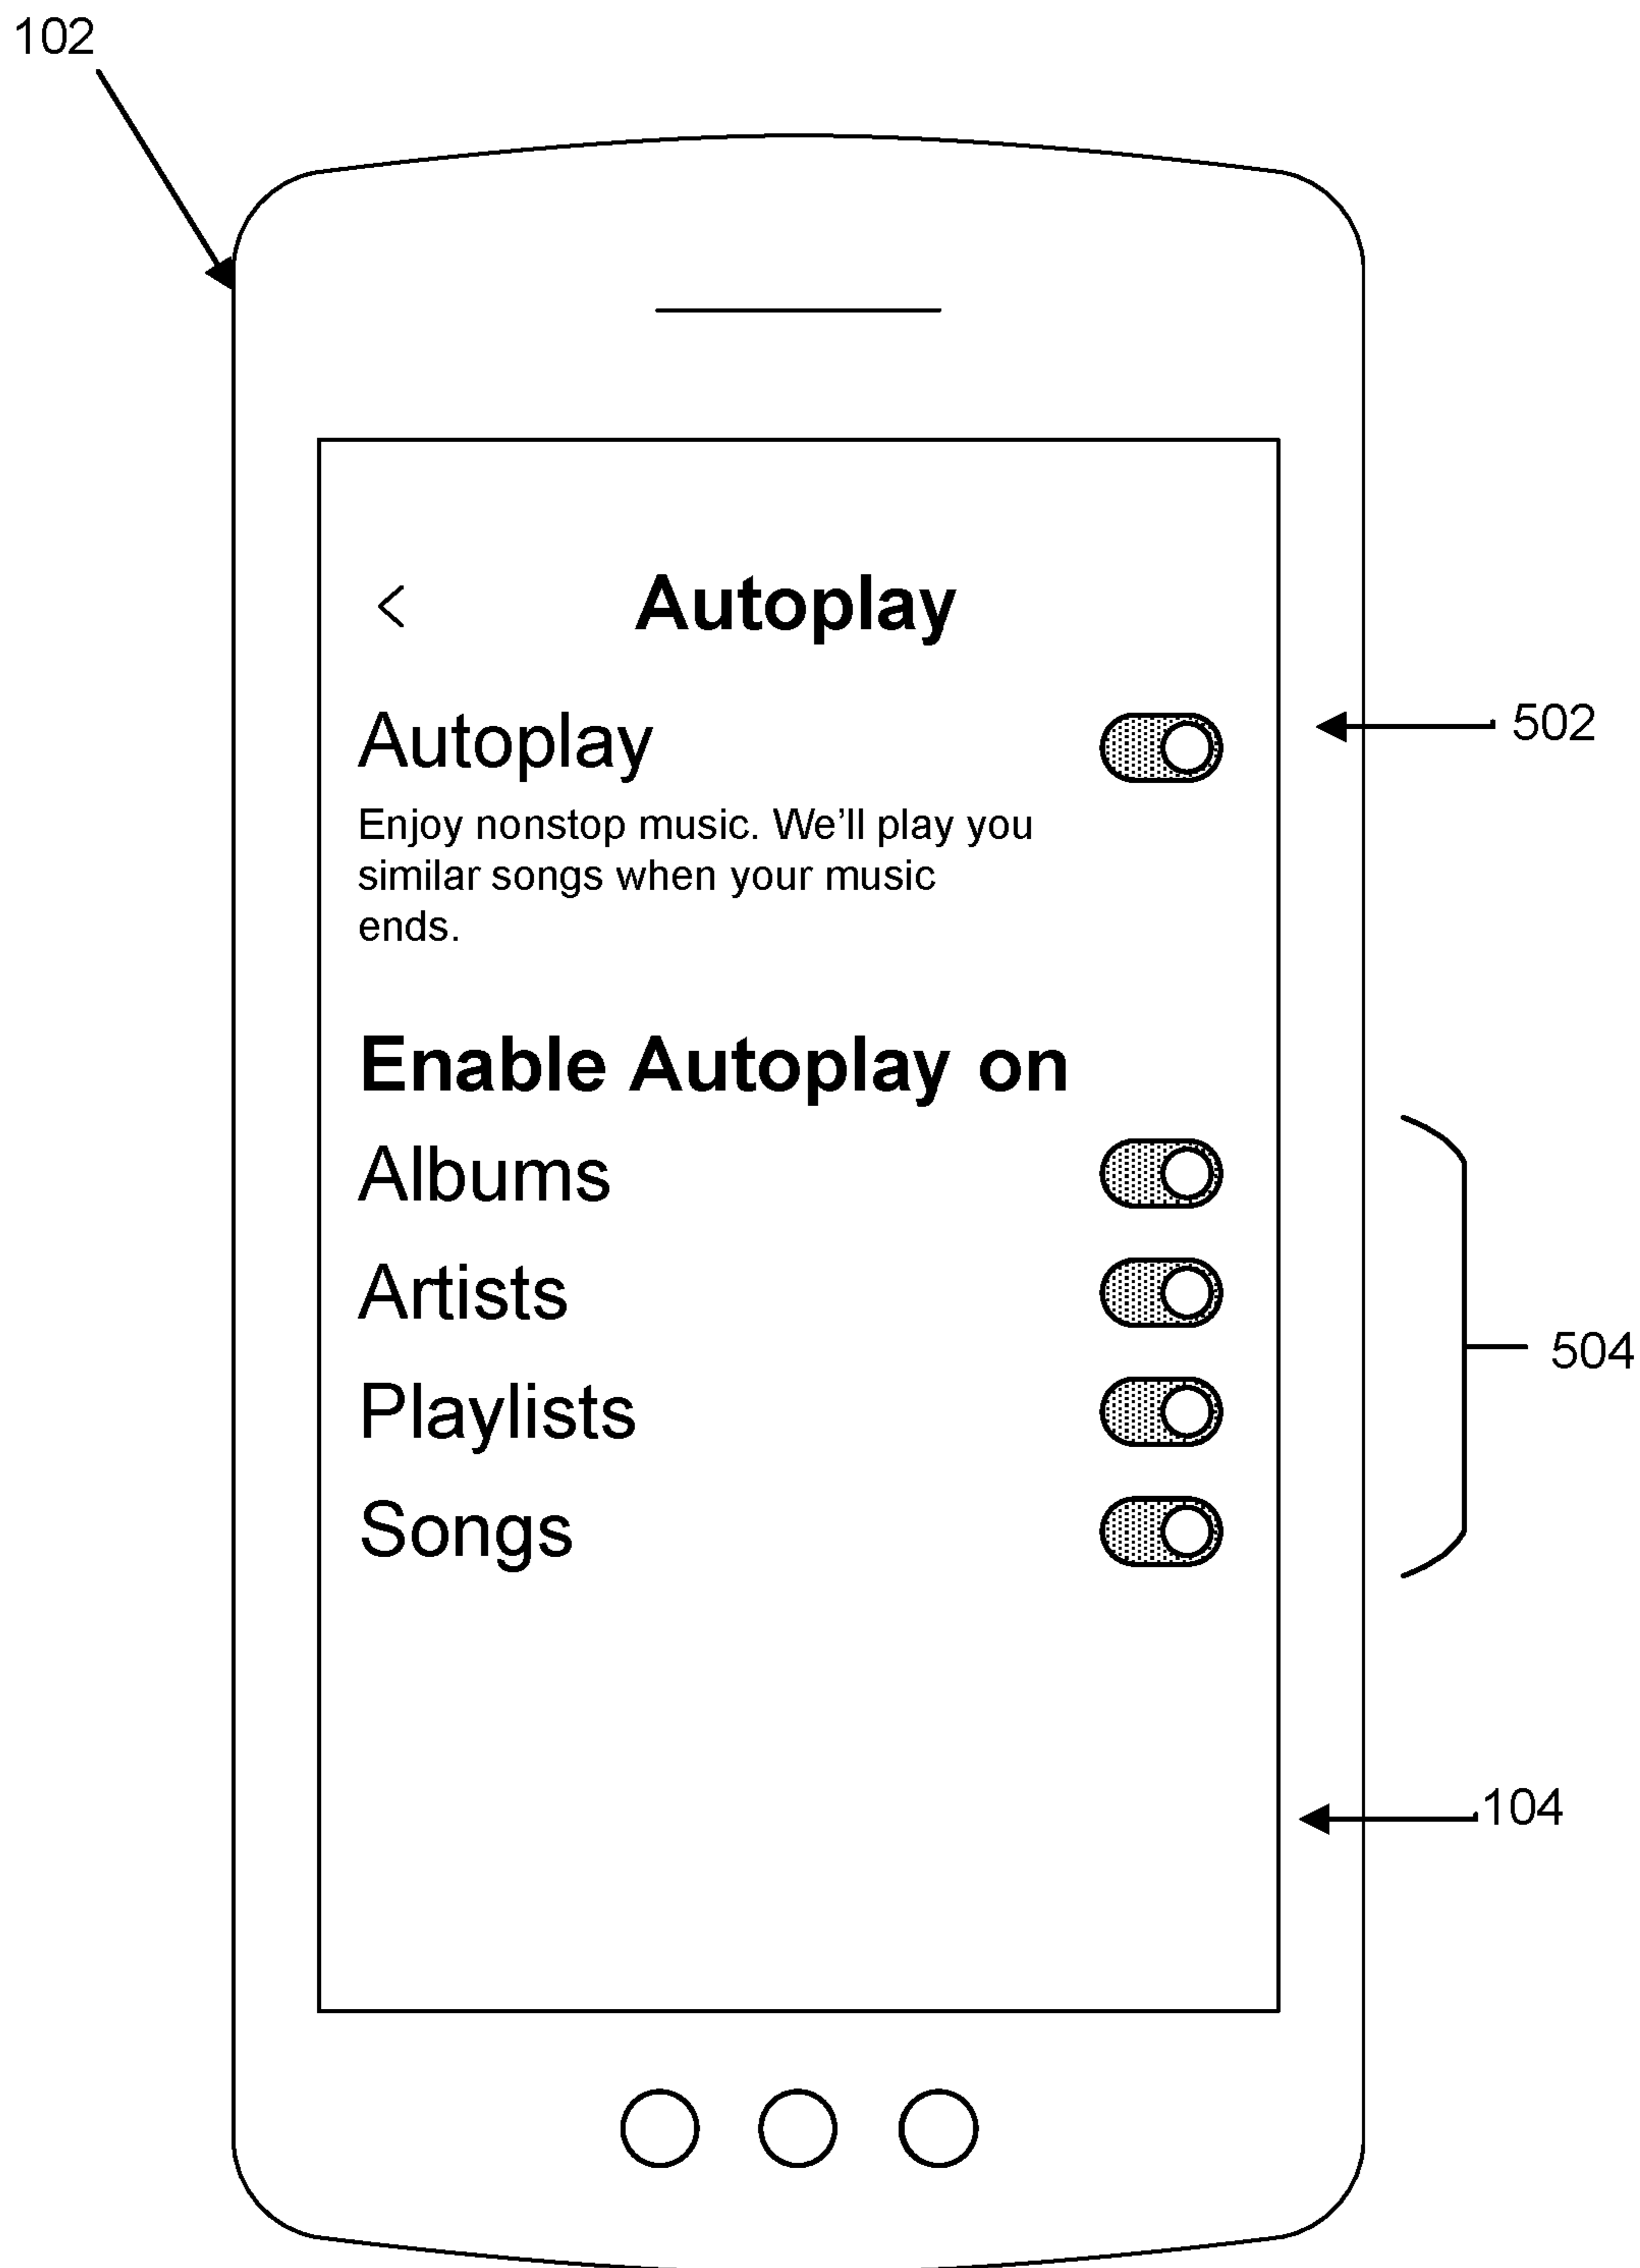 102
< Autoplay
Autoplay
502
Enjoy nonstop music. We'll play you
similar songs when your music
ends.
Enable Autoplay on
Albums
Artists
504
Playlists
Songs
104